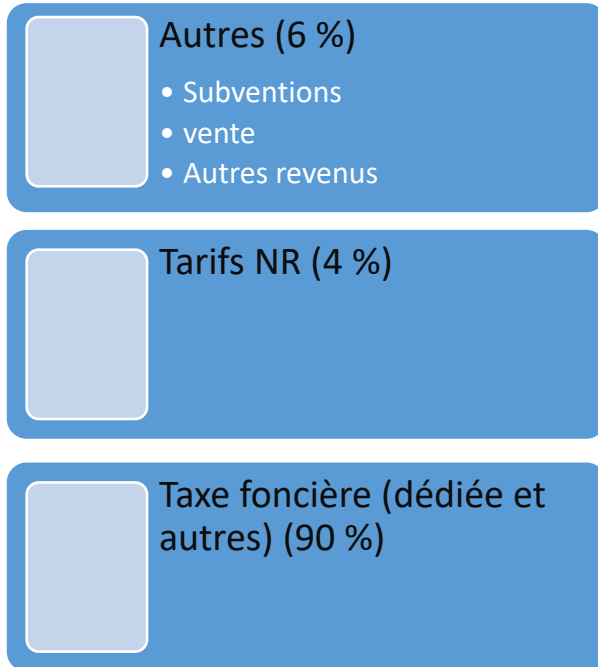 Autres (6 %)
• Subventions
• vente
• Autres revenus
Tarifs NR (4 %)
Taxe foncière (dédiée et
autres) (90 %)